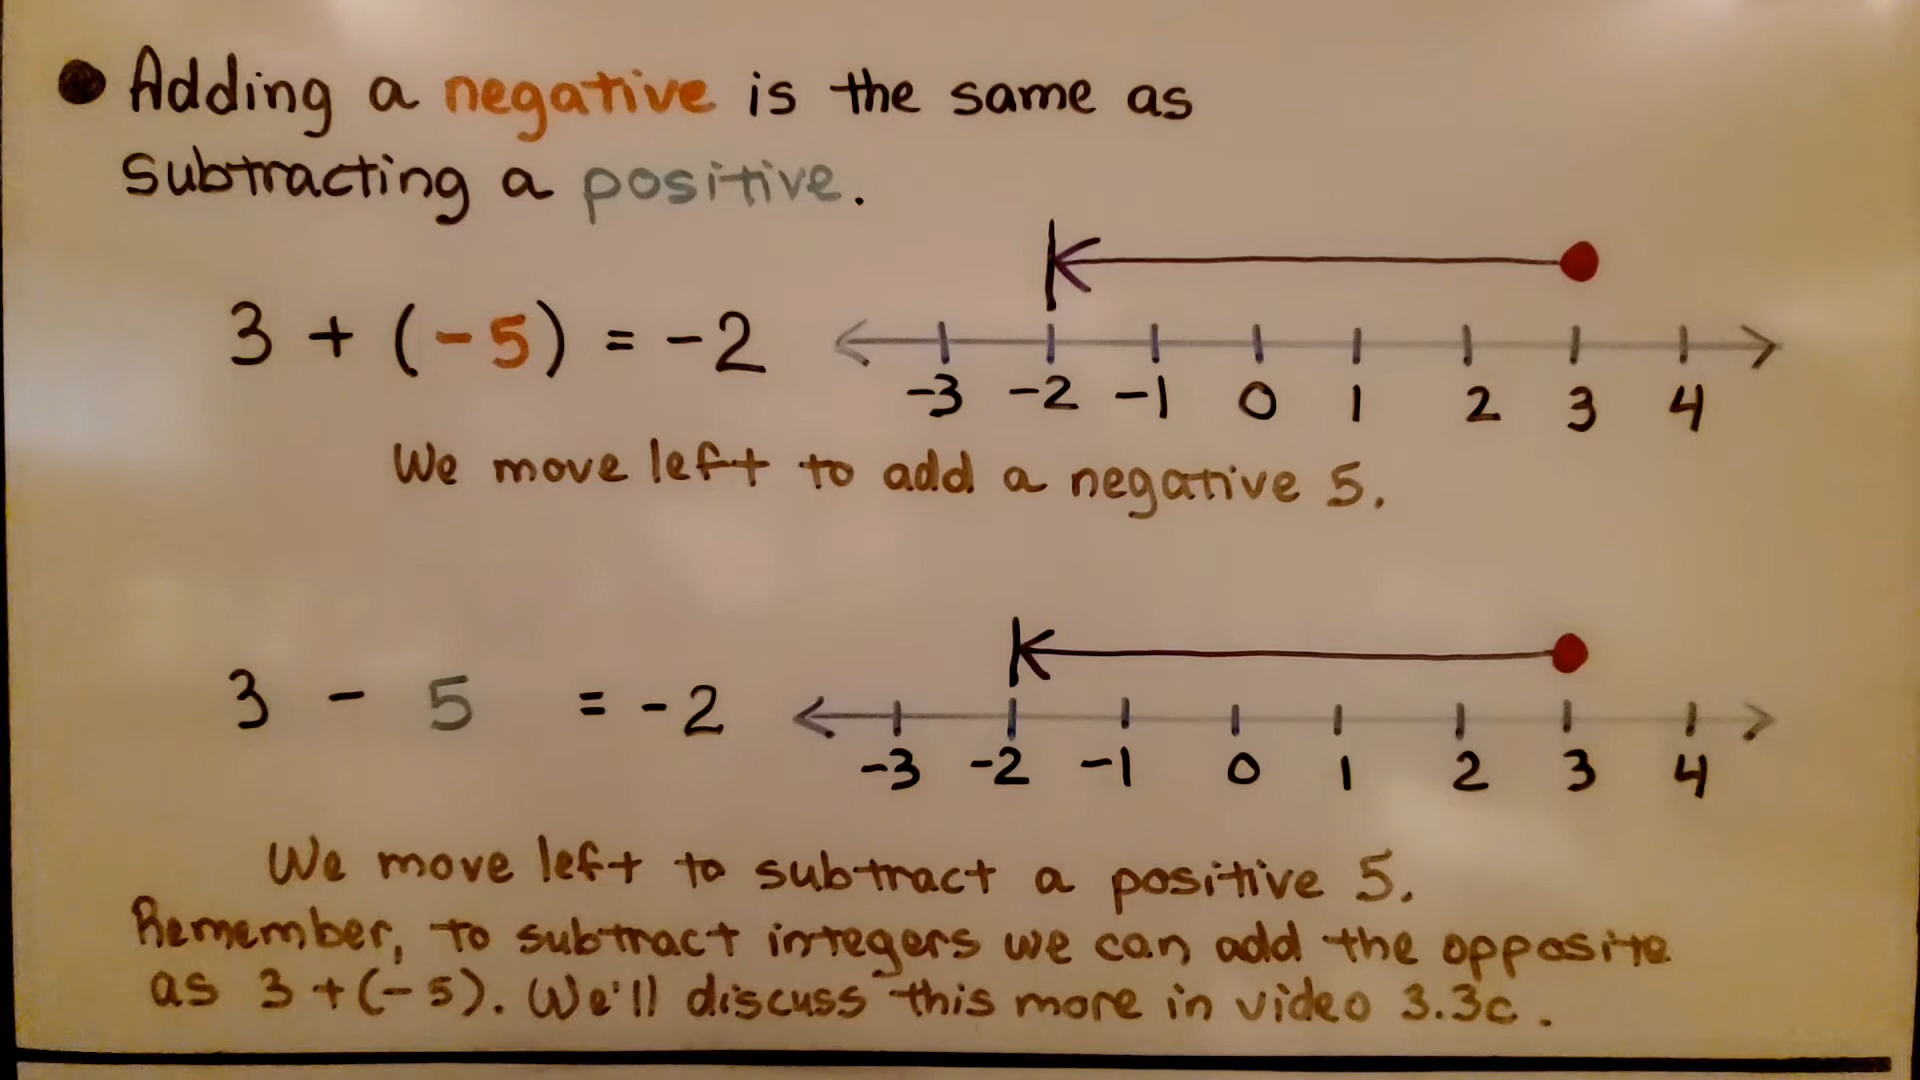 ● Adding a negative is the same as
subtracting a positive.
3 + (-5) = -2
-3 -2 -1 0 1 2 3 4
We move left to add a negative 5.
3 - 5 = -2
-3 -2 -1 0 1 2 3 4
We move left to subtract a positive 5.
Remember, to subtract integers we can add the opposite
as 3 + (-5). We'll discuss this more in video 3.3c.